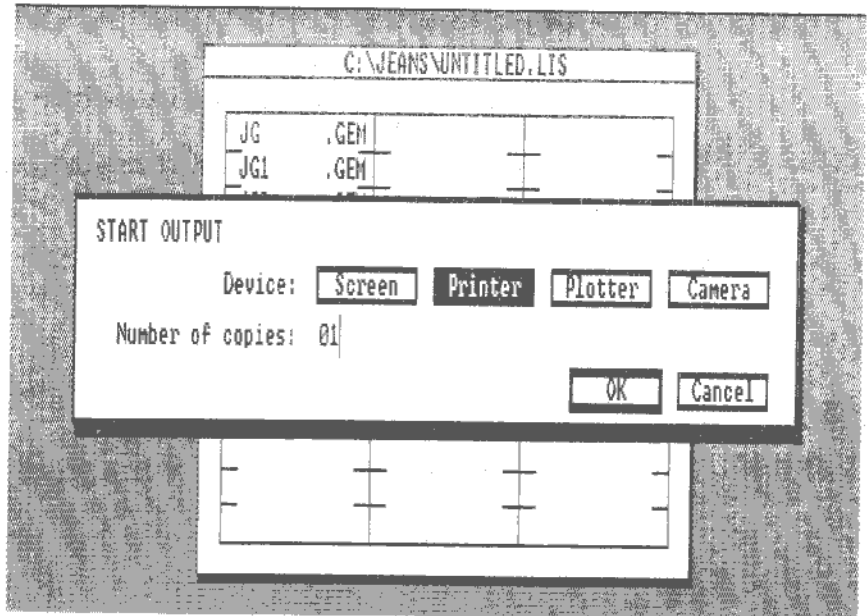 C:\JEANS\UNTITLED.LIS
JG .GEM
JG1 .GEM
START OUTPUT
Device: Screen Printer Plotter Camera
Number of copies: 01
OK Cancel